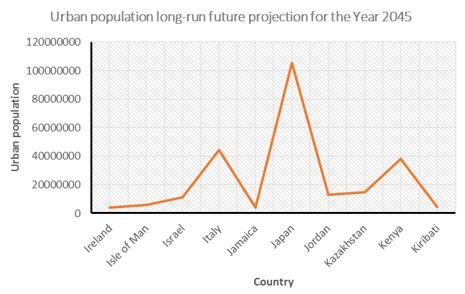 Urban population long-run future projection for the Year 2045
120000000
100000000
80000000
60000000
40000000
20000000
0
Urban population
Ireland
Isle of Man
Israel
Italy
Jamaica
Japan
Jordan
Kazakhstan
Kenya
Kiribati
Country